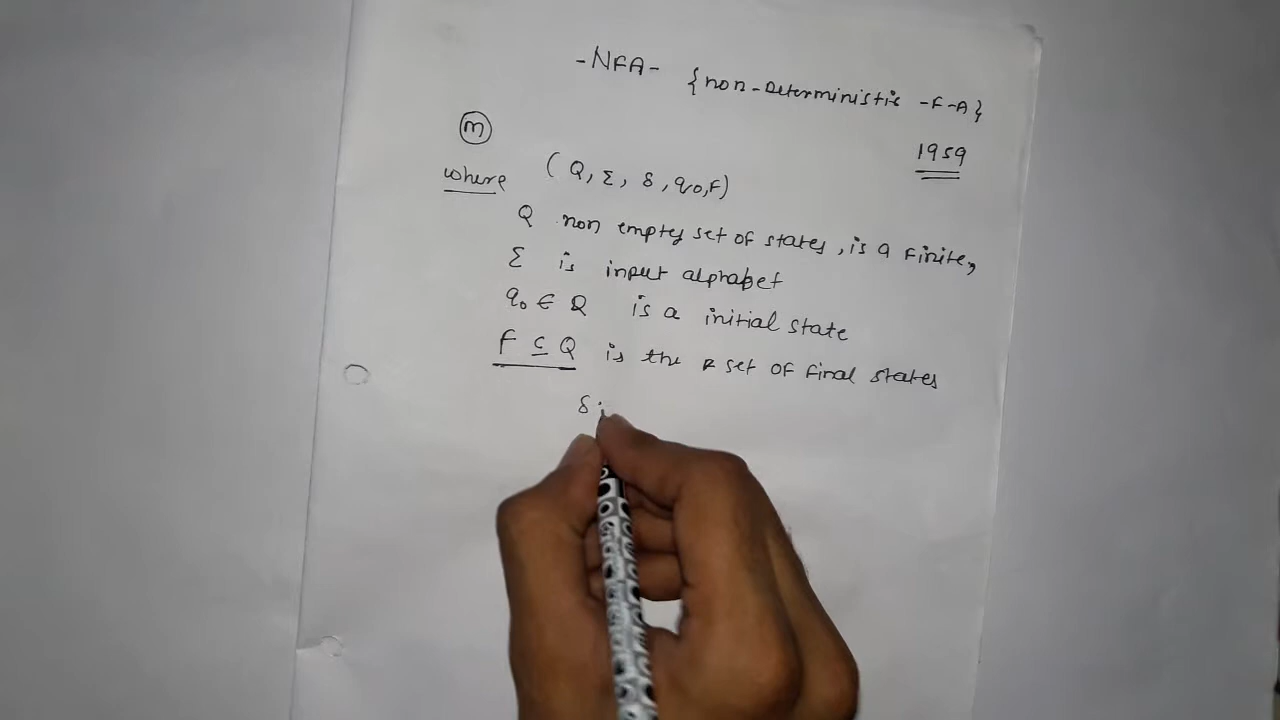 -NFA- {non-Deterministic -F-A}
1959
m
where (Q, Σ, δ, q0, F)
Q non empty set of states, is a finite,
Σ is input alphabet
q0 ∈ Q is a initial state
F ⊆ Q is the set of final states
δ: